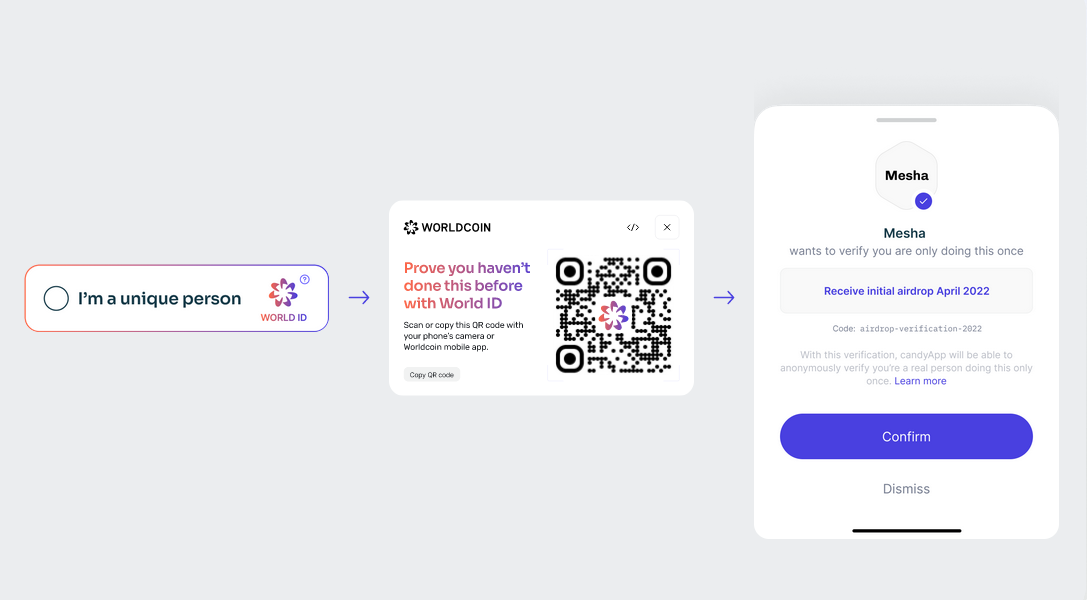 I'm a unique person
?
WORLD ID
WORLDCOIN
</>
Prove you haven't
done this before
with World ID
Scan or copy this QR code with
your phone's camera or
Worldcoin mobile app.
Copy QR code
Mesha
Mesha
wants to verify you are only doing this once
Receive initial airdrop April 2022
Code: airdrop-verification-2022
With this verification, candyApp will be able to
anonymously verify you're a real person doing this only
once. Learn more
Confirm
Dismiss